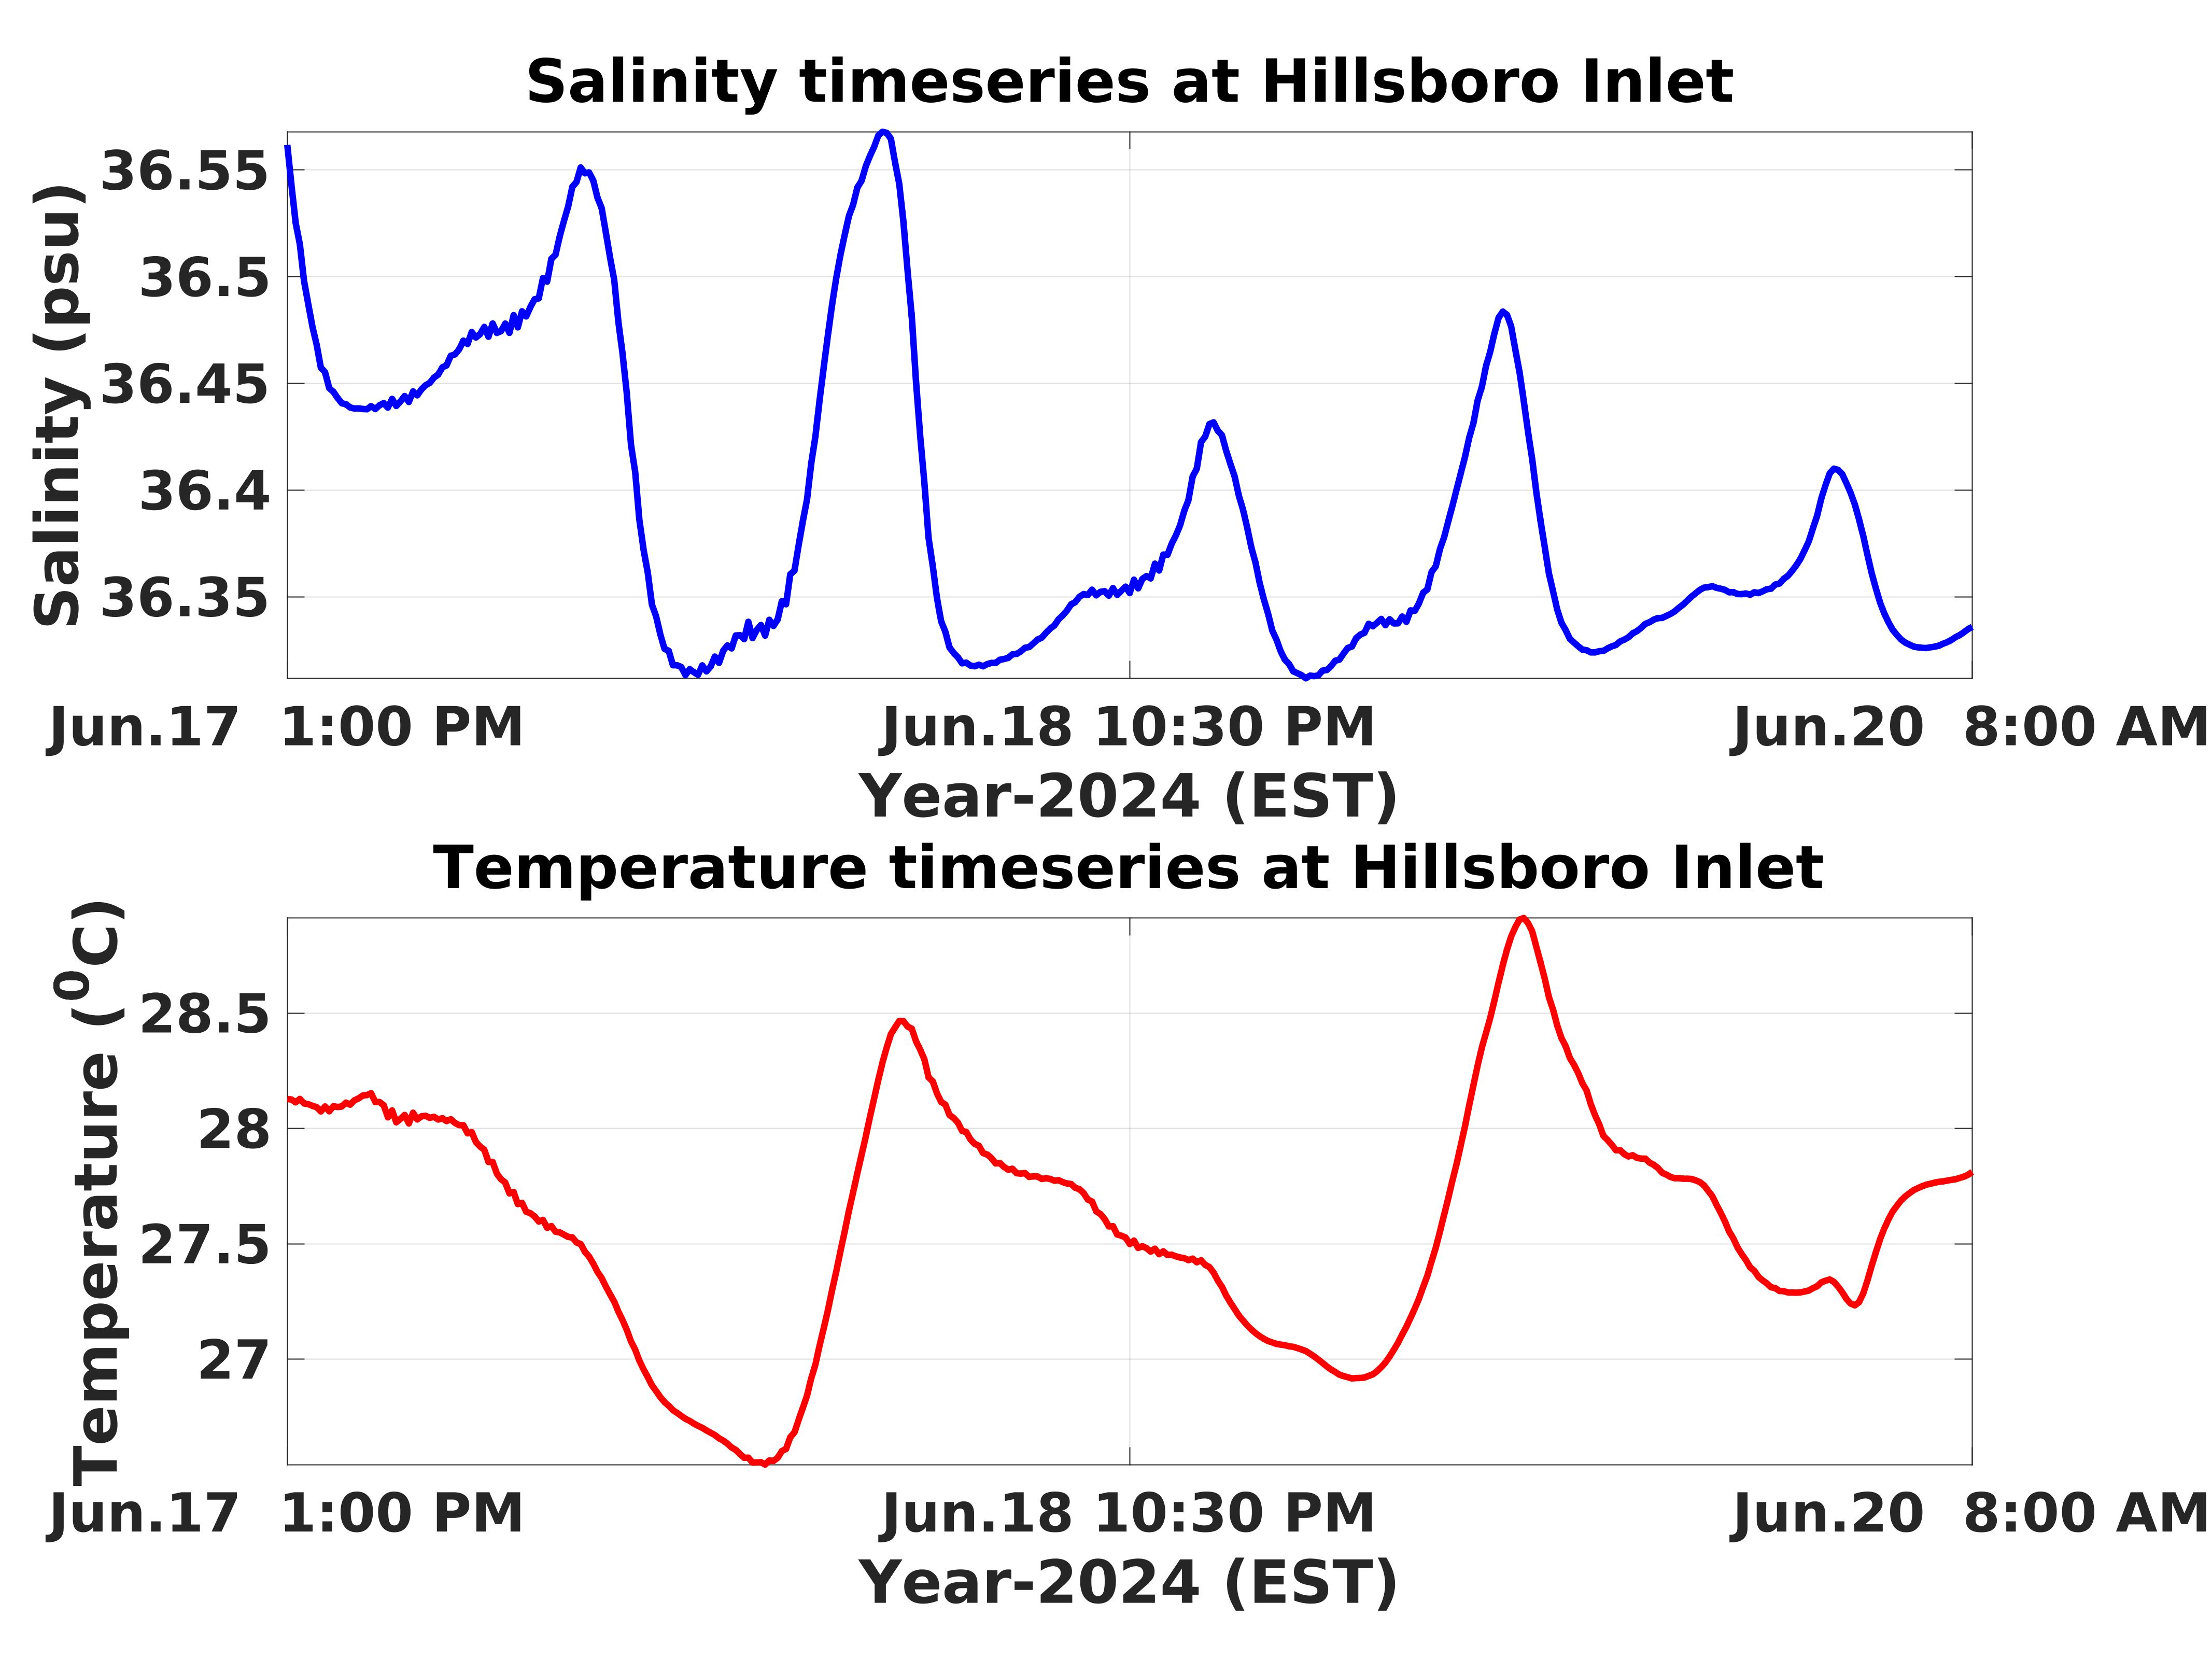 Salinity timeseries at Hillsboro Inlet
Salinity (psu)
36.55
36.5
36.45
36.4
36.35
Jun.17  1:00 PM
Jun.18 10:30 PM
Jun.20  8:00 AM
Year-2024 (EST)
Temperature timeseries at Hillsboro Inlet
Temperature (⁰C)
28.5
28
27.5
27
Jun.17  1:00 PM
Jun.18 10:30 PM
Jun.20  8:00 AM
Year-2024 (EST)